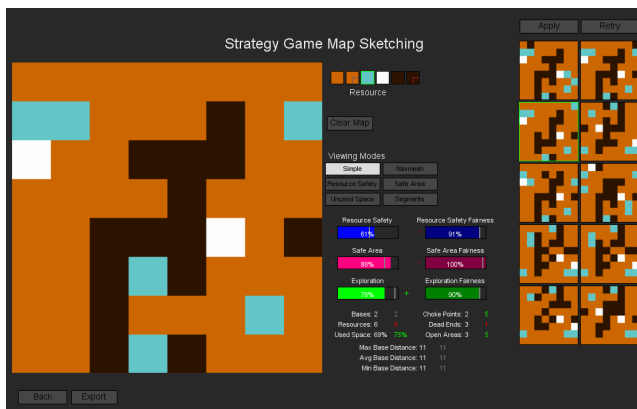 Apply Retry
Strategy Game Map Sketching
Resource
Clear Map
Viewing Modes
Simple Navmesh
Resource Safety Safe Area
Unused Space Segments
Resource Safety Resource Safety Fairness
61% 91%
Safe Area Safe Area Fairness
88% 100%
Exploration Exploration Fairness
79% + 90%
Bases: 2 2 Choke Points: 2 5
Resources: 6 Dead Ends: 3
Used Space: 69% 75% Open Areas: 3 5
Max Base Distance: 11 11
Avg Base Distance: 11 11
Min Base Distance: 11 11
Back Export